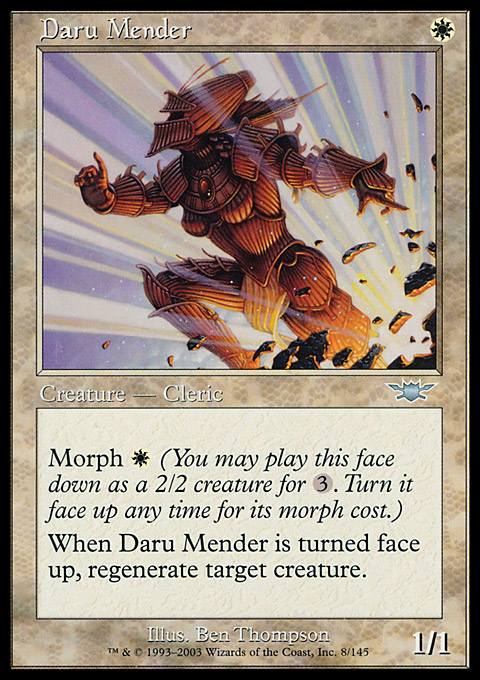 Daru Mender
Creature — Cleric
Morph (You may play this face
down as a 2/2 creature for 3. Turn it
face up any time for its morph cost.)
When Daru Mender is turned face
up, regenerate target creature.
Illus. Ben Thompson
™ & © 1993–2003 Wizards of the Coast, Inc. 8/145
1/1